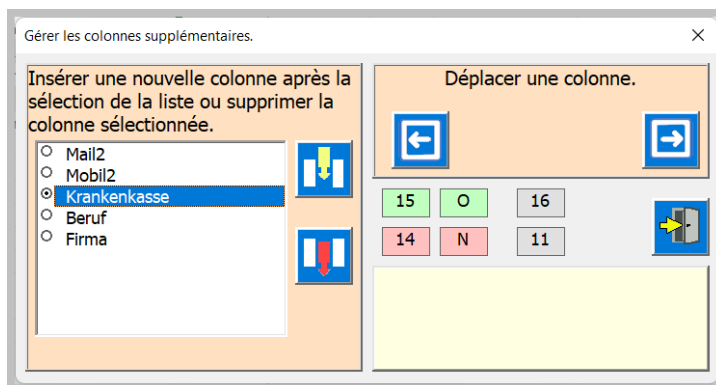 Gérer les colonnes supplémentaires.
Insérer une nouvelle colonne après la
sélection de la liste ou supprimer la
colonne sélectionnée.
Mail2
Mobil2
Krankenkasse
Beruf
Firma
Déplacer une colonne.
15 O 16
14 N 11